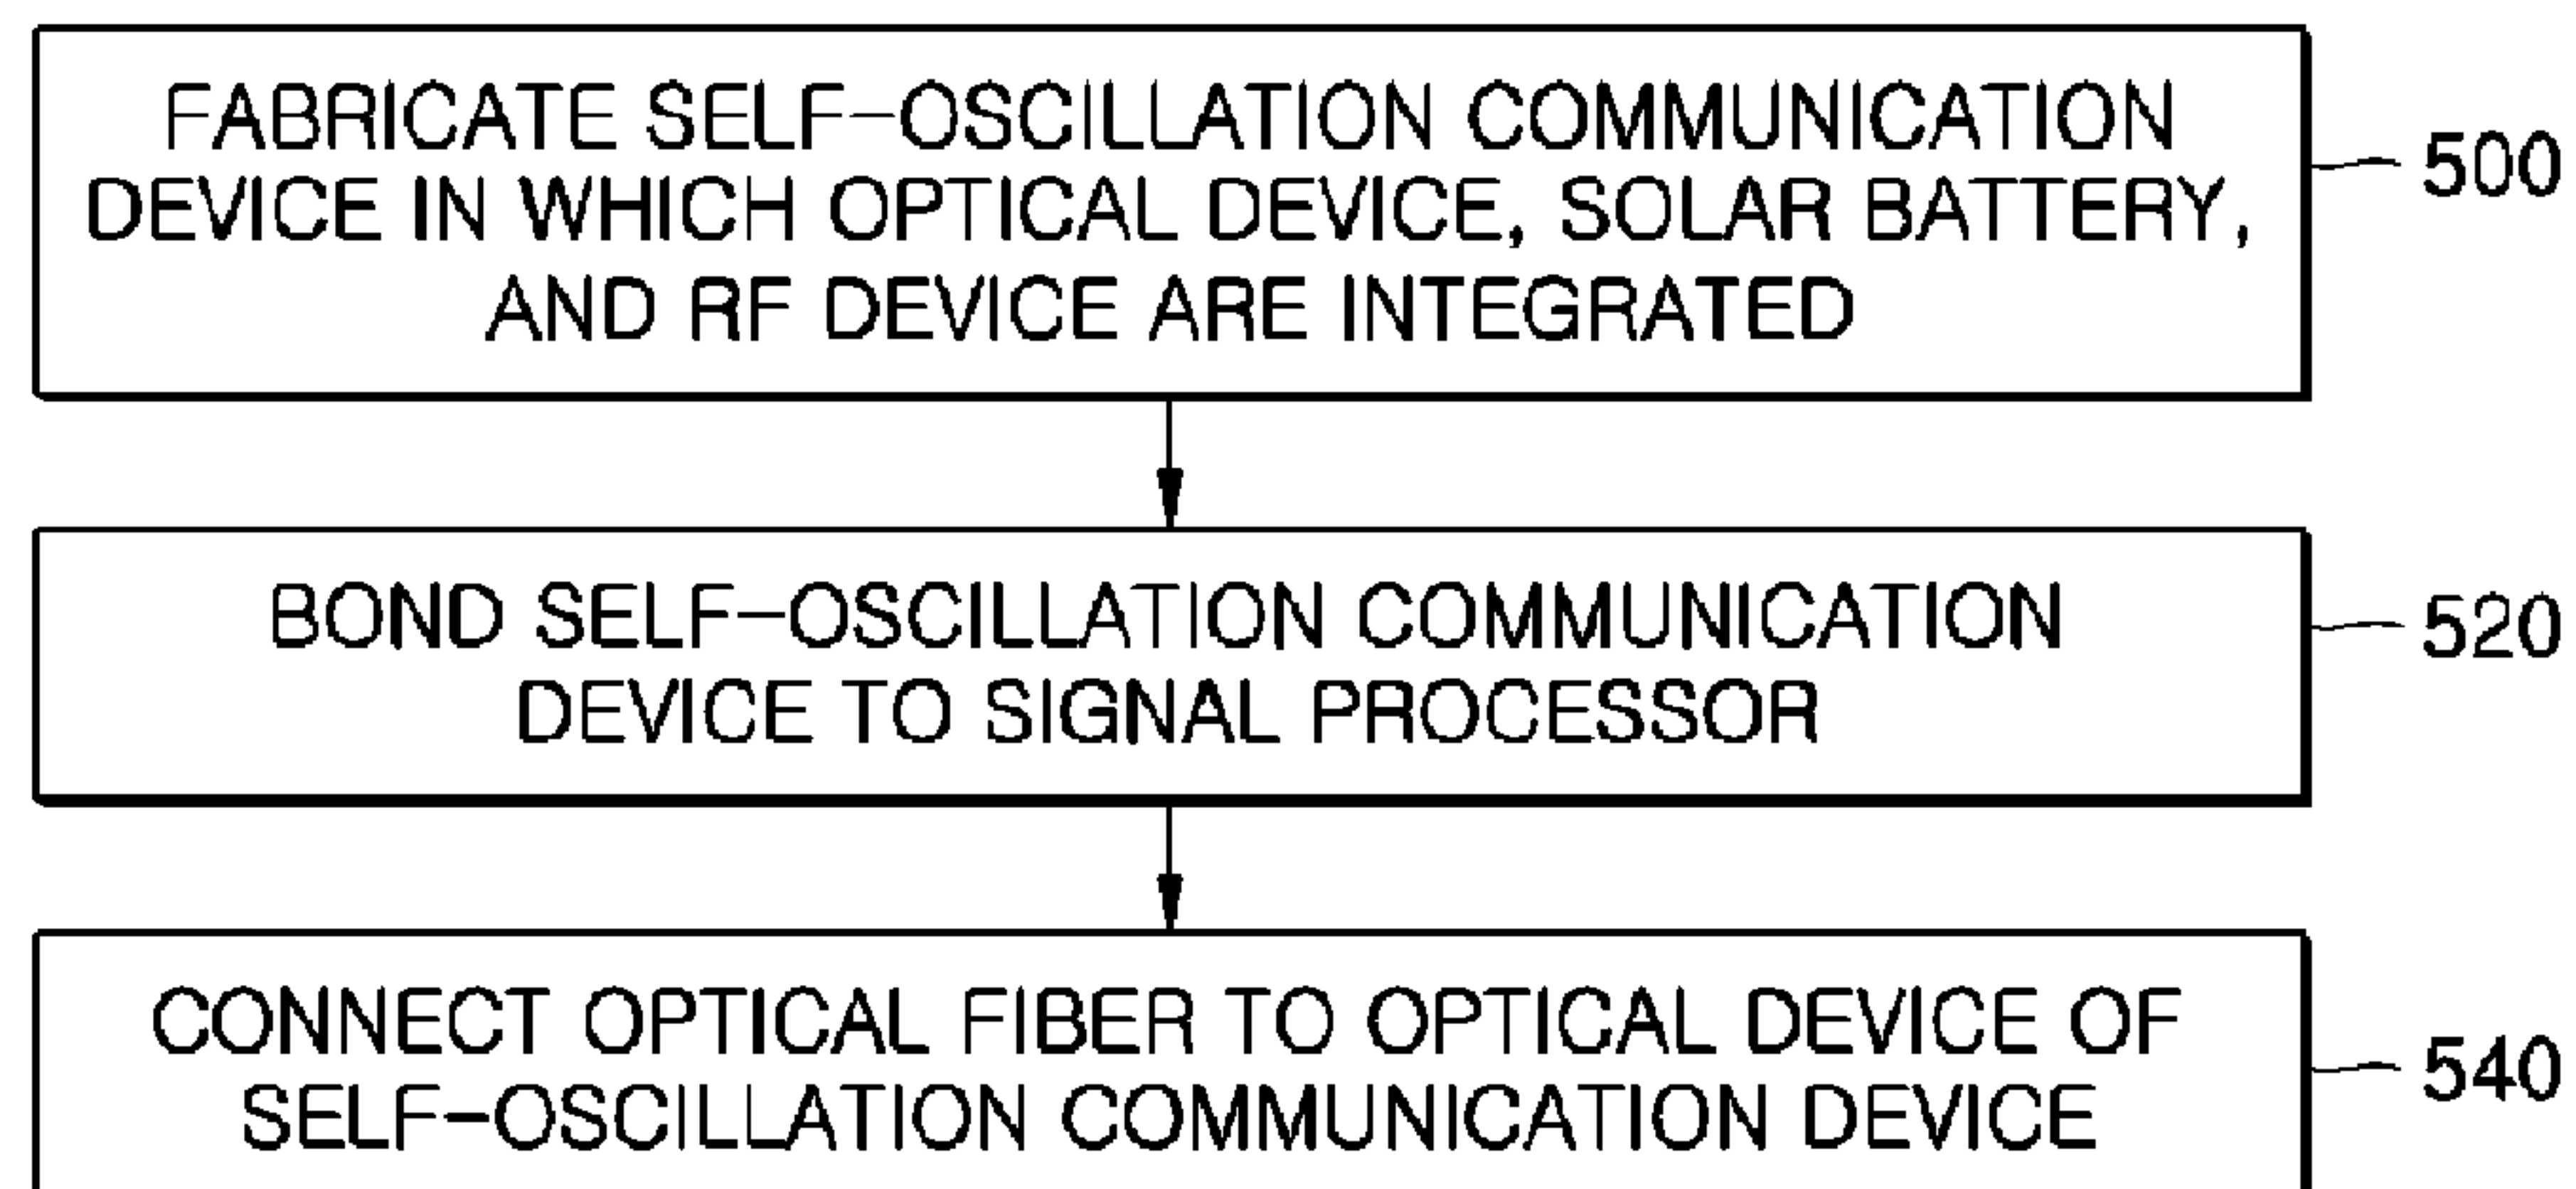 FABRICATE SELF-OSCILLATION COMMUNICATION
DEVICE IN WHICH OPTICAL DEVICE, SOLAR BATTERY,
AND RF DEVICE ARE INTEGRATED
500
BOND SELF-OSCILLATION COMMUNICATION
DEVICE TO SIGNAL PROCESSOR
520
CONNECT OPTICAL FIBER TO OPTICAL DEVICE OF
SELF-OSCILLATION COMMUNICATION DEVICE
540